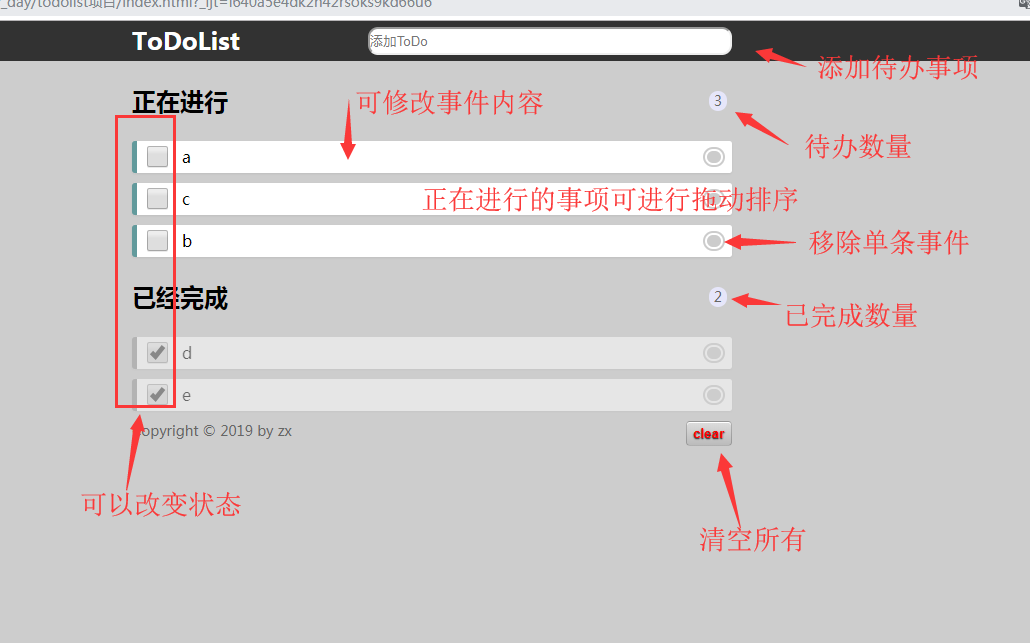 _day/todolist项目/index.html?_ijt=i640a5e4dk2n42rsoks9kd66u6
ToDoList
添加ToDo
添加待办事项
正在进行
可修改事件内容
3
待办数量
a
c
正在进行的事项可进行拖动排序
b
移除单条事件
已经完成
2
已完成数量
d
e
opyright © 2019 by zx
clear
可以改变状态
清空所有